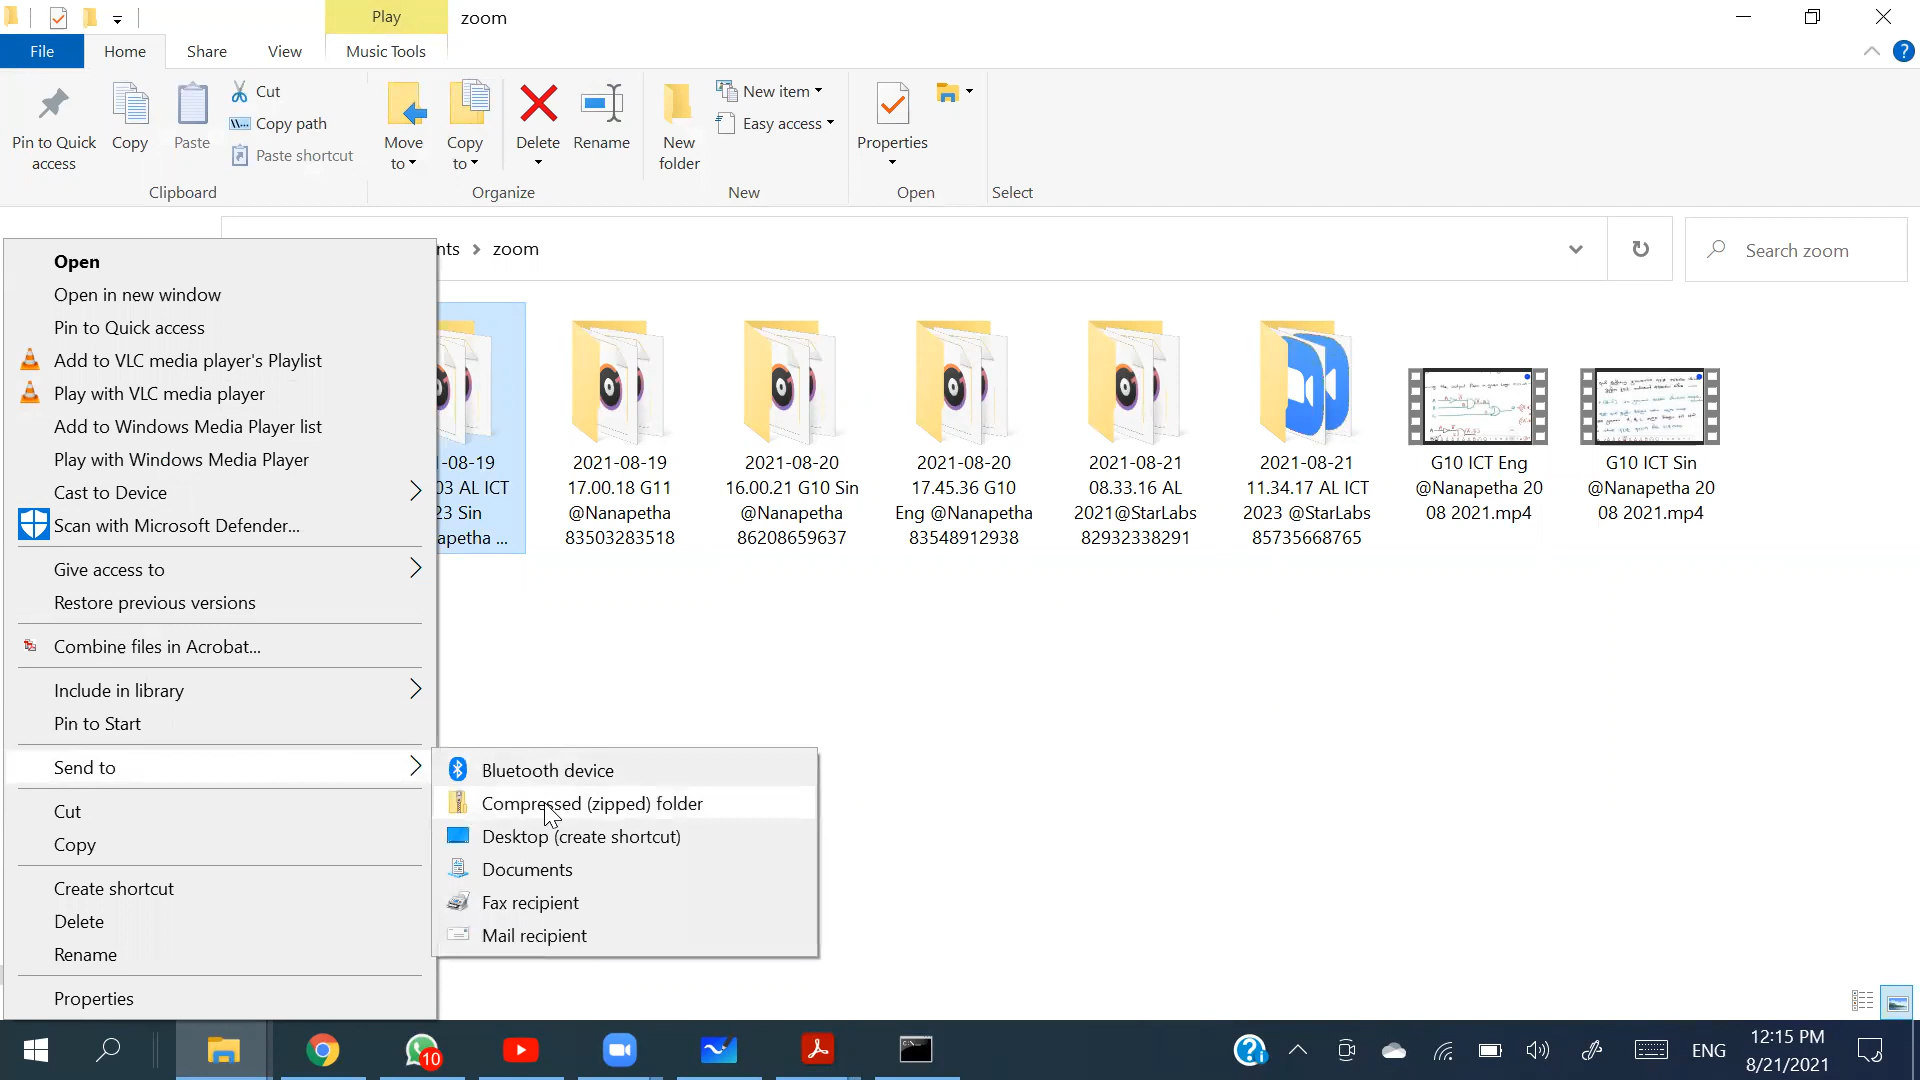 Play
zoom
File
Home
Share
View
Music Tools
Pin to Quick
access
Copy
Paste
Cut
Copy path
Paste shortcut
Clipboard
Move
to
Copy
to
Delete
Rename
Organize
New
folder
New item
Easy access
New
Properties
Open
Select
nts
zoom
Search zoom
Open
Open in new window
Pin to Quick access
Add to VLC media player's Playlist
Play with VLC media player
Add to Windows Media Player list
Play with Windows Media Player
Cast to Device
Scan with Microsoft Defender...
Give access to
Restore previous versions
Combine files in Acrobat...
Include in library
Pin to Start
Send to
Cut
Copy
Create shortcut
Delete
Rename
Properties
Bluetooth device
Compressed (zipped) folder
Desktop (create shortcut)
Documents
Fax recipient
Mail recipient
-08-19
03 AL ICT
23 Sin
apetha ...
2021-08-19
17.00.18 G11
@Nanapetha
83503283518
2021-08-20
16.00.21 G10 Sin
@Nanapetha
86208659637
2021-08-20
17.45.36 G10
Eng @Nanapetha
83548912938
2021-08-21
08.33.16 AL
2021@StarLabs
82932338291
2021-08-21
11.34.17 AL ICT
2023 @StarLabs
85735668765
G10 ICT Eng
@Nanapetha 20
08 2021.mp4
G10 ICT Sin
@Nanapetha 20
08 2021.mp4
10
ENG
12:15 PM
8/21/2021